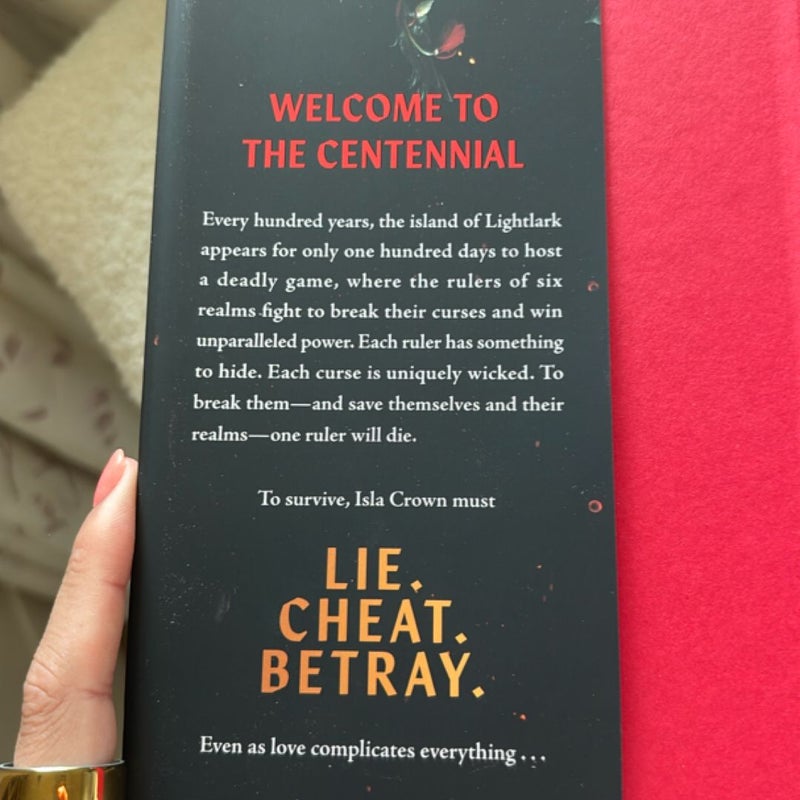 WELCOME TO
THE CENTENNIAL
Every hundred years, the island of Lightlark
appears for only one hundred days to host
a deadly game, where the rulers of six
realms fight to break their curses and win
unparalleled power. Each ruler has something
to hide. Each curse is uniquely wicked. To
break them—and save themselves and their
realms—one ruler will die.
To survive, Isla Crown must
LIE.
CHEAT.
BETRAY.
Even as love complicates everything . . .